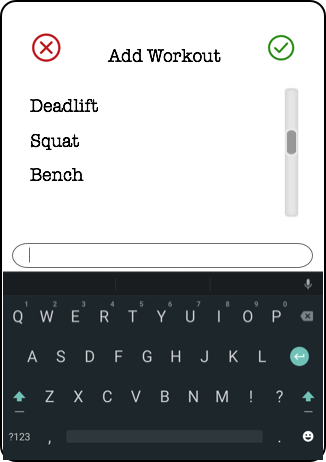 Add Workout
Deadlift
Squat
Bench
1 2 3 4 5 6 7 8 9 0
Q W E R T Y U I O P
A S D F G H J K L
Z X C V B N M ! ?
?123 , .